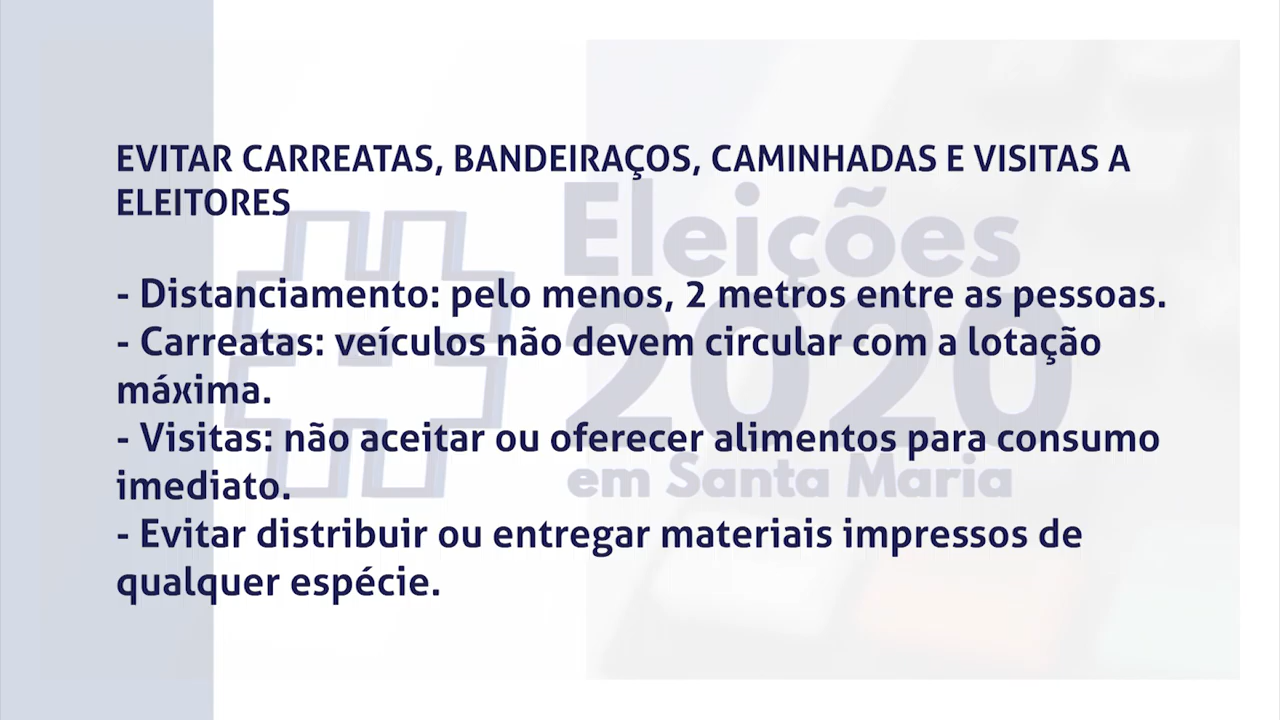 EVITAR CARREATAS, BANDEIRAÇOS, CAMINHADAS E VISITAS A
ELEITORES
- Distanciamento: pelo menos, 2 metros entre as pessoas.
- Carreatas: veículos não devem circular com a lotação
máxima.
- Visitas: não aceitar ou oferecer alimentos para consumo
imediato.
- Evitar distribuir ou entregar materiais impressos de
qualquer espécie.
Eleições
2020
em Santa Maria